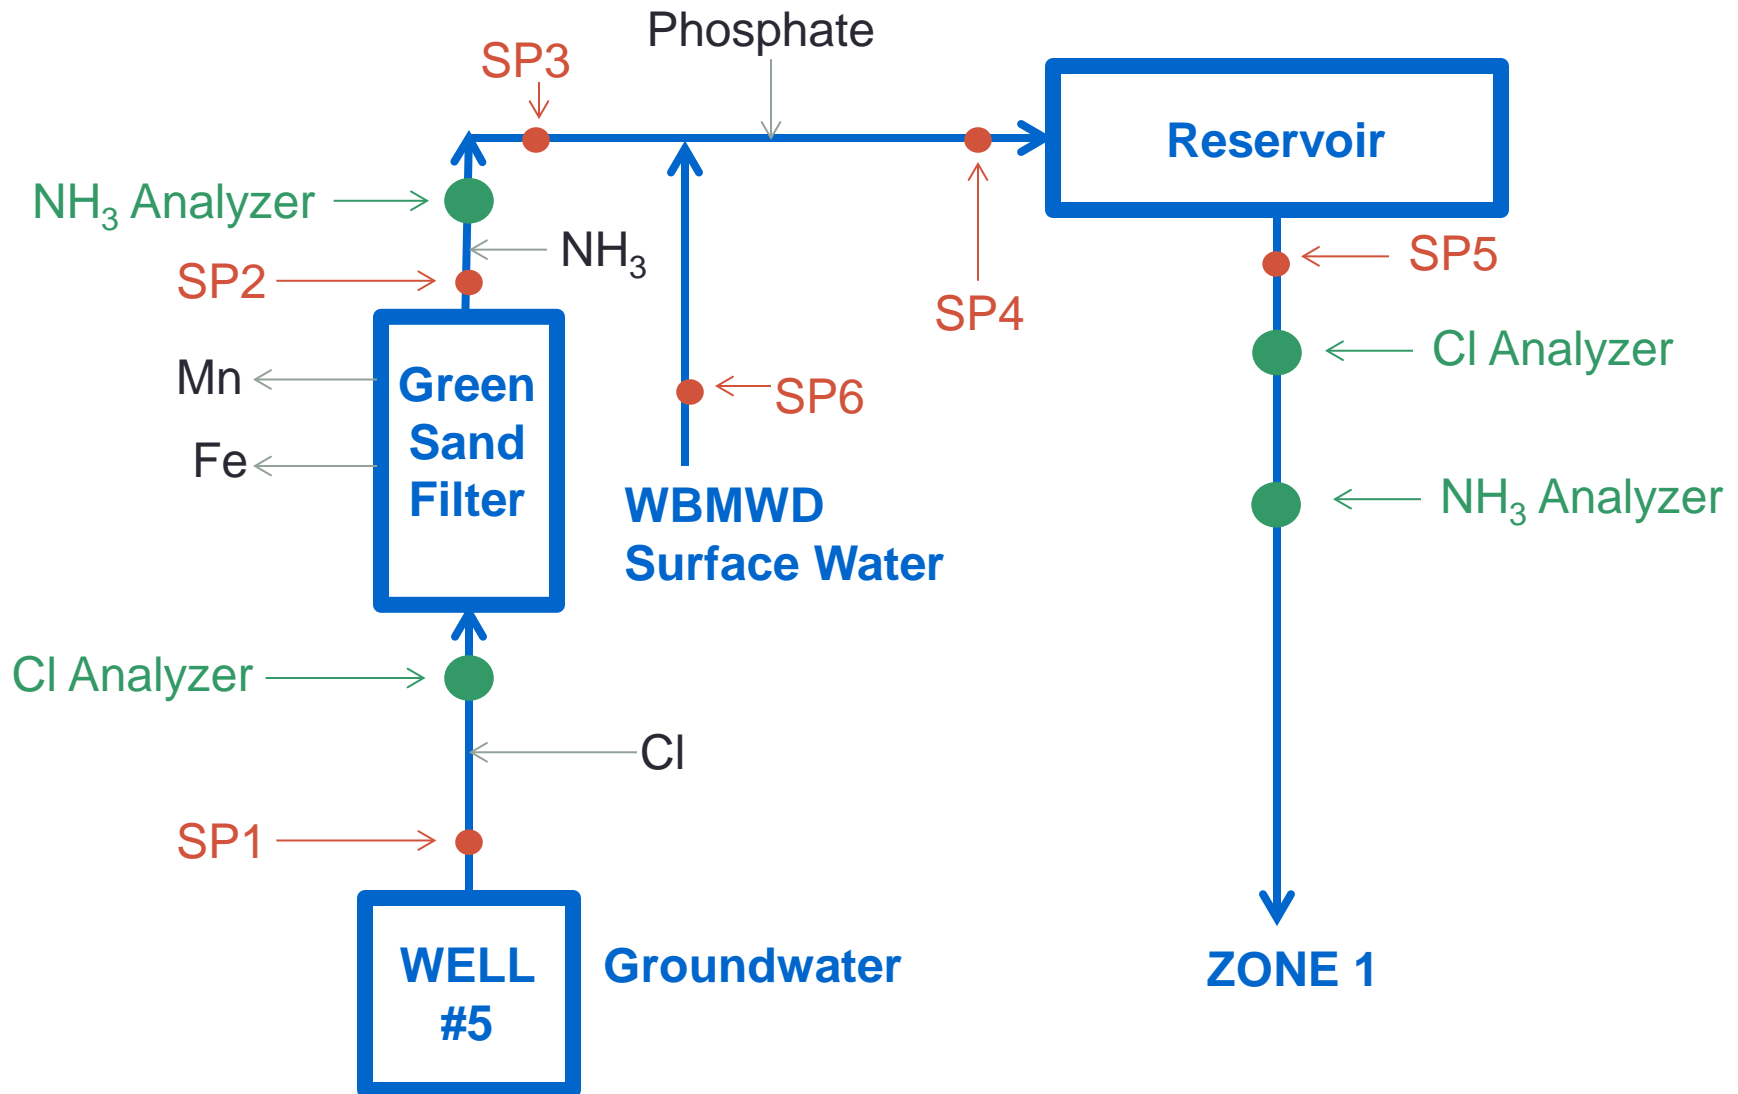 Phosphate
SP3
Reservoir
NH₃ Analyzer
NH₃
SP5
SP2
SP4
Cl Analyzer
Mn
Green
Sand
Filter
SP6
Fe
NH₃ Analyzer
WBMWD
Surface Water
Cl Analyzer
Cl
SP1
WELL
#5
Groundwater
ZONE 1